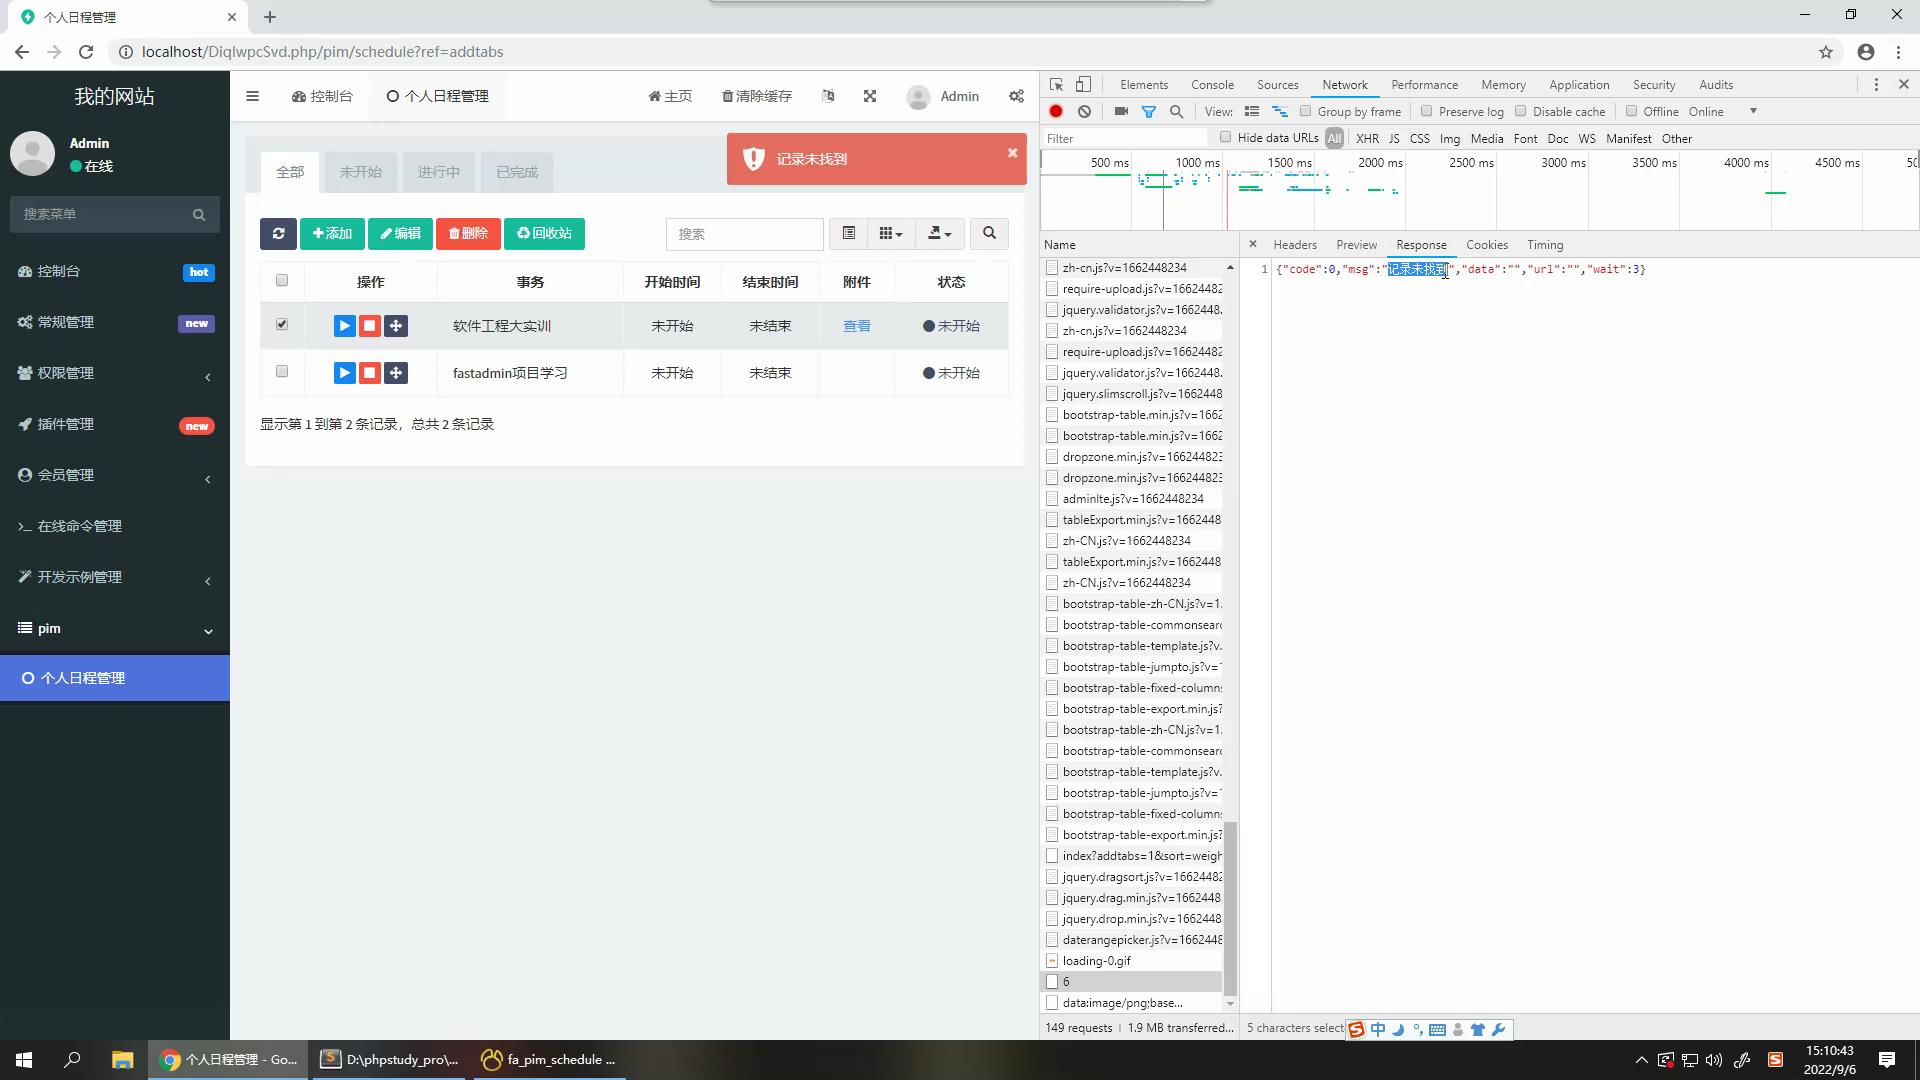 个人日程管理
localhost/DiqlwpcSvd.php/pim/schedule?ref=addtabs
我的网站
Admin
在线
搜索菜单
控制台 hot
常规管理 new
权限管理
插件管理 new
会员管理
在线命令管理
开发示例管理
pim
个人日程管理
控制台 个人日程管理 主页 清除缓存 Admin
记录未找到
全部 未开始 进行中 已完成
添加 编辑 删除 回收站 搜索
操作 事务 开始时间 结束时间 附件 状态
软件工程大实训 未开始 未结束 查看 未开始
fastadmin项目学习 未开始 未结束 未开始
显示第 1 到第 2 条记录，总共 2 条记录
Elements Console Sources Network Performance Memory Application Security Audits
View: Group by frame Preserve log Disable cache Offline Online
Filter Hide data URLs All XHR JS CSS Img Media Font Doc WS Manifest Other
500 ms 1000 ms 1500 ms 2000 ms 2500 ms 3000 ms 3500 ms 4000 ms 4500 ms
Name Headers Preview Response Cookies Timing
1 {"code":0,"msg":"记录未找到","data":"","url":"","wait":3}
zh-cn.js?v=1662448234
require-upload.js?v=16624482
jquery.validator.js?v=1662448.
zh-cn.js?v=1662448234
require-upload.js?v=16624482
jquery.validator.js?v=1662448.
jquery.slimscroll.js?v=1662448
bootstrap-table.min.js?v=1662
bootstrap-table.min.js?v=1662
dropzone.min.js?v=166244823
dropzone.min.js?v=166244823
adminlte.js?v=1662448234
tableExport.min.js?v=1662448
zh-CN.js?v=1662448234
tableExport.min.js?v=1662448
zh-CN.js?v=1662448234
bootstrap-table-zh-CN.js?v=1.
bootstrap-table-commonsearc
bootstrap-table-template.js?v.
bootstrap-table-jumpto.js?v=1
bootstrap-table-fixed-columns
bootstrap-table-export.min.js?
bootstrap-table-zh-CN.js?v=1.
bootstrap-table-commonsearc
bootstrap-table-template.js?v.
bootstrap-table-jumpto.js?v=1
bootstrap-table-fixed-columns
bootstrap-table-export.min.js?
index?addtabs=1&sort=weigh
jquery.dragsort.js?v=16624482
jquery.drag.min.js?v=1662448
jquery.drop.min.js?v=1662448
daterangepicker.js?v=1662448
loading-0.gif
6
data:image/png;base...
149 requests 1.9 MB transferred... 5 characters select 中
个人日程管理 - Go... D:\phpstudy_pro\... fa_pim_schedule ...
15:10:43
2022/9/6